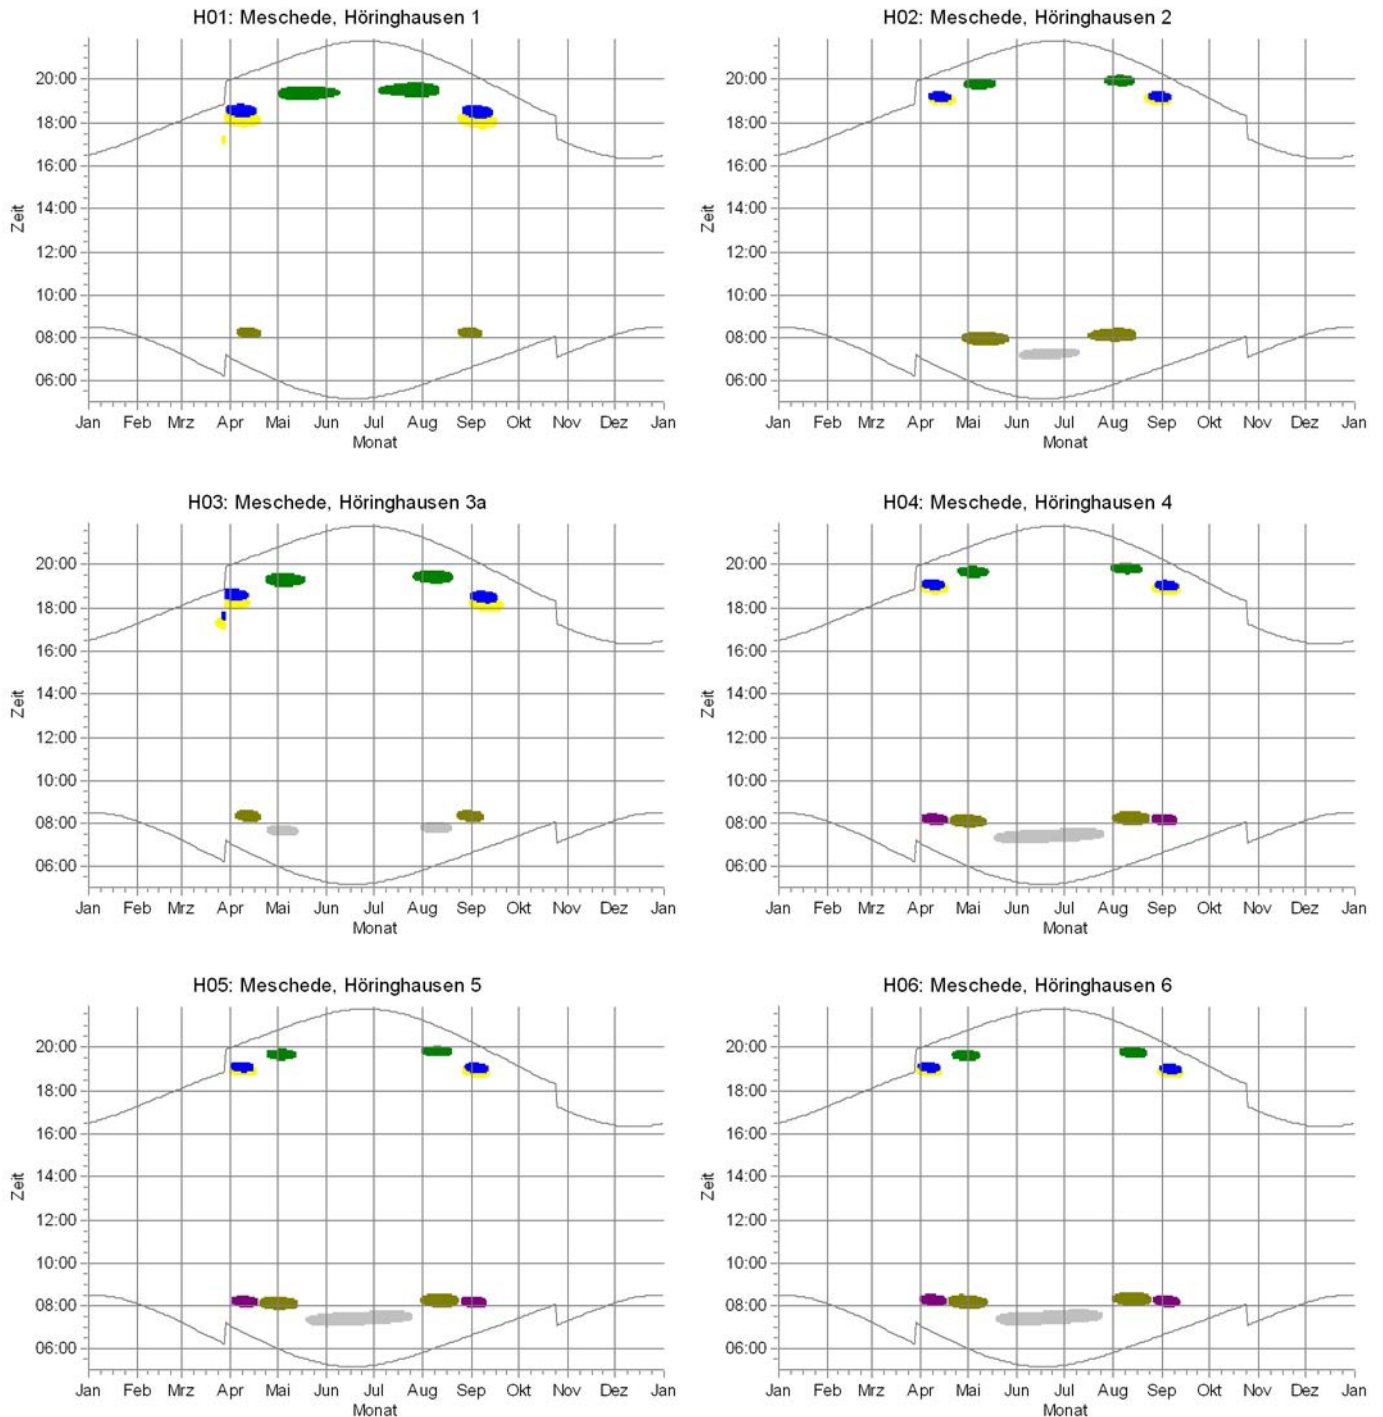 H01: Meschede, Höringhausen 1
20:00
18:00
16:00
14:00
12:00
10:00
08:00
06:00
Zeit
Jan Feb Mrz Apr Mai Jun Jul Aug Sep Okt Nov Dez Jan
Monat
H02: Meschede, Höringhausen 2
20:00
18:00
16:00
14:00
12:00
10:00
08:00
06:00
Zeit
Jan Feb Mrz Apr Mai Jun Jul Aug Sep Okt Nov Dez Jan
Monat
H03: Meschede, Höringhausen 3a
20:00
18:00
16:00
14:00
12:00
10:00
08:00
06:00
Zeit
Jan Feb Mrz Apr Mai Jun Jul Aug Sep Okt Nov Dez Jan
Monat
H04: Meschede, Höringhausen 4
20:00
18:00
16:00
14:00
12:00
10:00
08:00
06:00
Zeit
Jan Feb Mrz Apr Mai Jun Jul Aug Sep Okt Nov Dez Jan
Monat
H05: Meschede, Höringhausen 5
20:00
18:00
16:00
14:00
12:00
10:00
08:00
06:00
Zeit
Jan Feb Mrz Apr Mai Jun Jul Aug Sep Okt Nov Dez Jan
Monat
H06: Meschede, Höringhausen 6
20:00
18:00
16:00
14:00
12:00
10:00
08:00
06:00
Zeit
Jan Feb Mrz Apr Mai Jun Jul Aug Sep Okt Nov Dez Jan
Monat